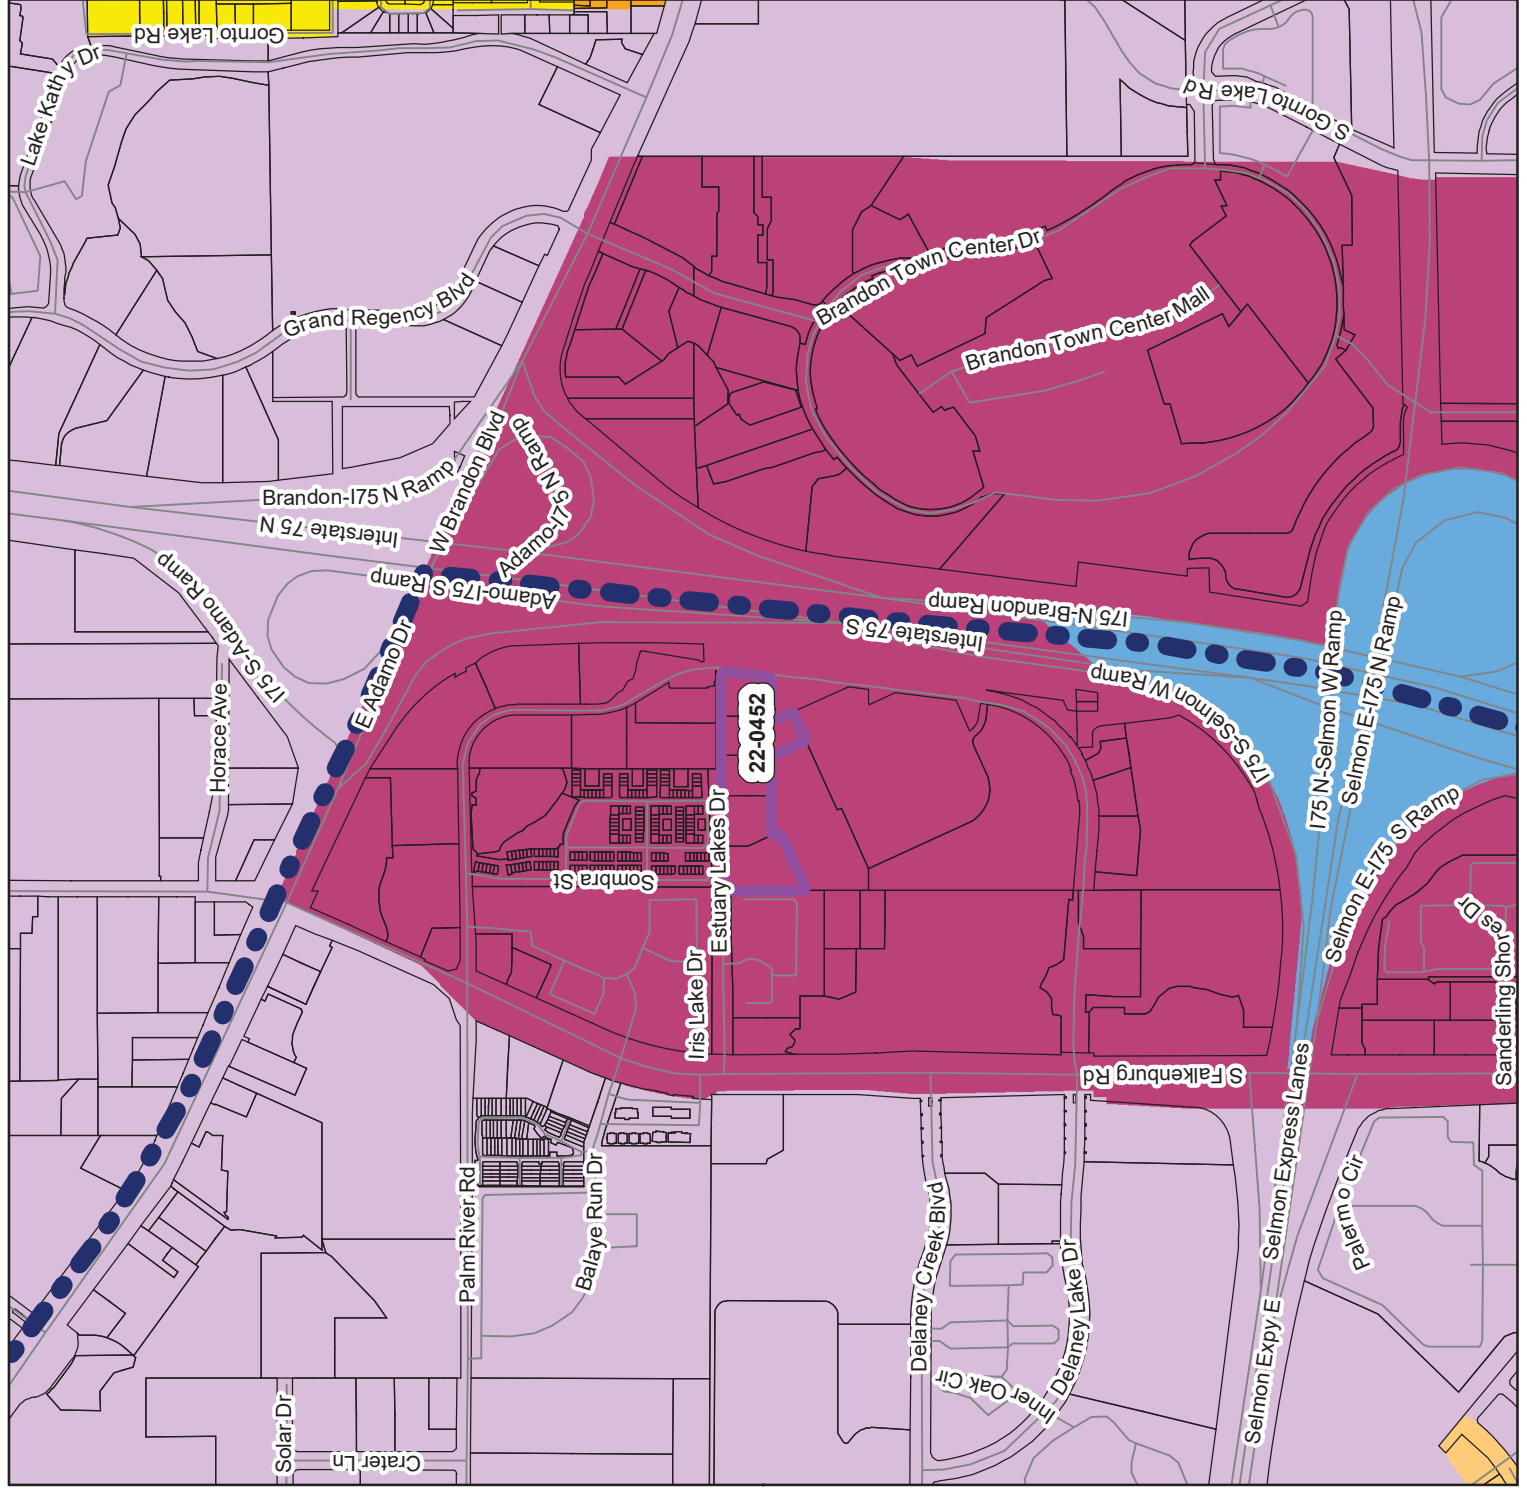 Gornto Lake Rd
Lake Kathy Dr
S Gornto Lake Rd
Brandon Town Center Dr
Grand Regency Blvd
Brandon Town Center Mall
W Brandon Blvd
Adamo-I75 N Ramp
Brandon-I75 N Ramp
Interstate 75 N
I75 S-Adamo Ramp
Adamo-I75 S Ramp
I75 N-Brandon Ramp
Interstate 75 S
E Adamo Dr
I75 S-Selmon W Ramp
I75 N-Selmon W Ramp
Selmon E-I75 N Ramp
Horace Ave
22-0452
Selmon E-I75 S Ramp
Estuary Lakes Dr
Sombra St
Sanderling Shores Dr
Iris Lake Dr
S Falkenburg Rd
Selmon Express Lanes
Palm River Rd
Balaye Run Dr
Delaney Creek Blvd
Delaney Lake Dr
Palermo Cir
Inner Oak Cir
Selmon Expy E
Solar Dr
Crater Ln